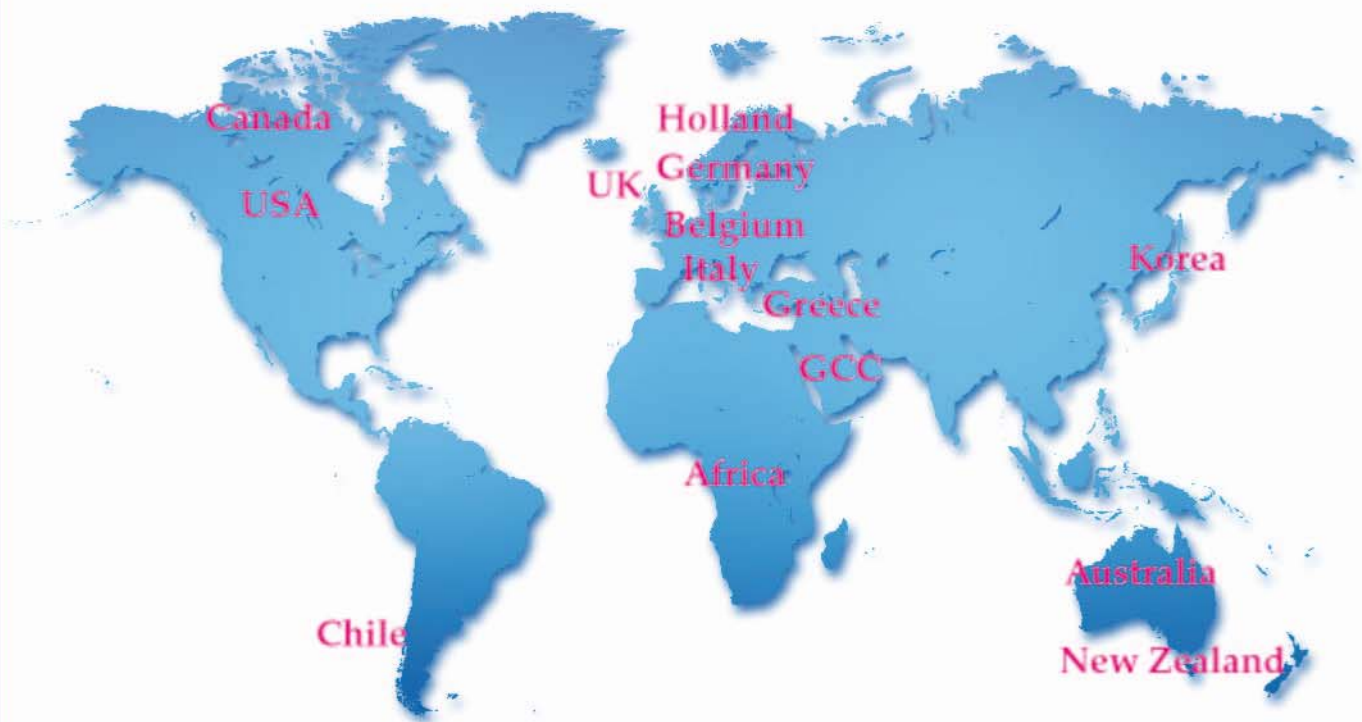 Canada
Holland
Germany
UK
USA
Belgium
Korea
Italy
Greece
GCC
Africa
Australia
Chile
New Zealand